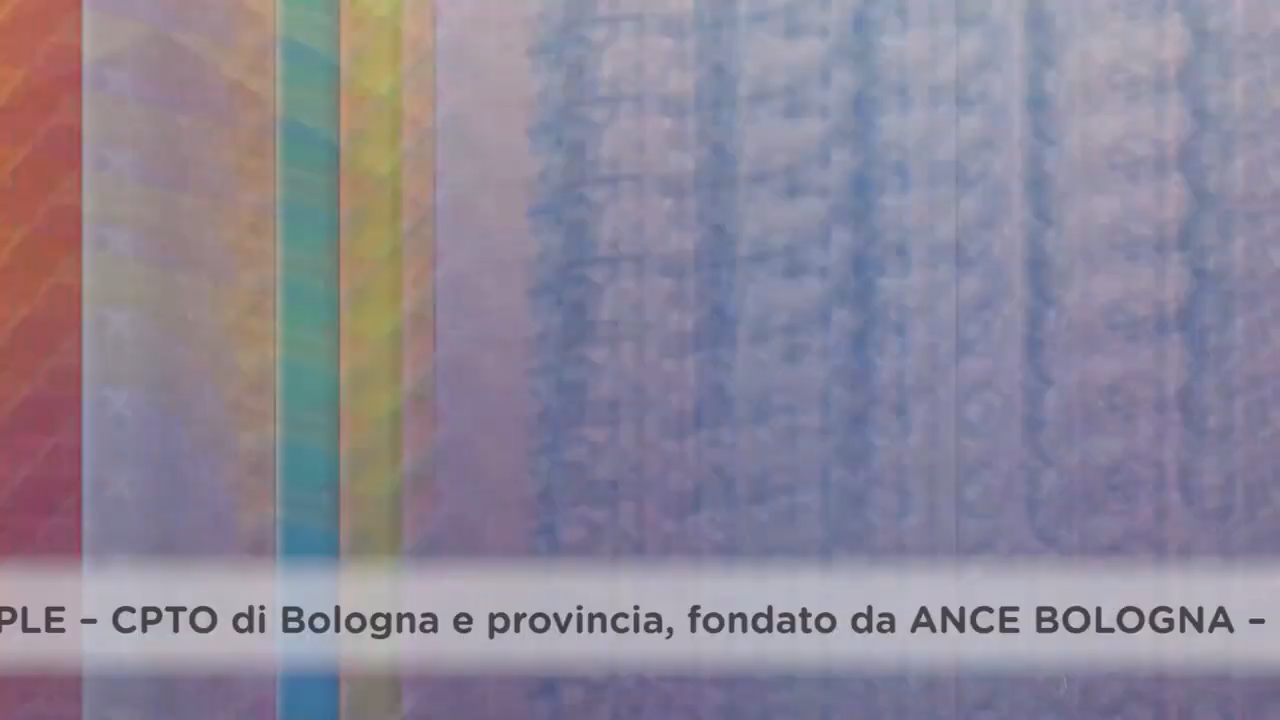 PLE – CPTO di Bologna e provincia, fondato da ANCE BOLOGNA –